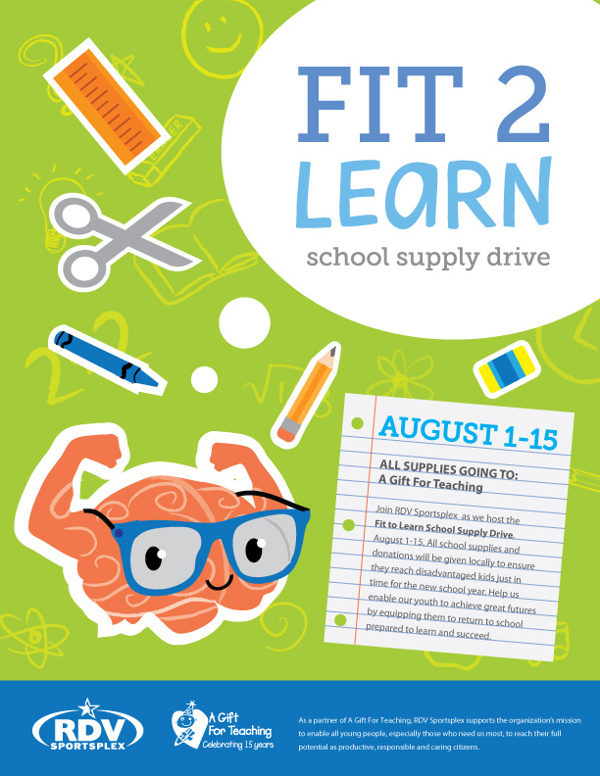 FIT 2
LEARN
school supply drive
ERASER
22
AUGUST 1-15
ALL SUPPLIES GOING TO:
A Gift For Teaching
Join RDV Sportsplex as we host the
Fit to Learn School Supply Drive,
August 1-15. All school supplies and
donations will be given locally to ensure
they reach disadvantaged kids just in
time for the new school year. Help us
enable our youth to achieve great futures
by equipping them to return to school
prepared to learn and succeed.
RDV
SPORTSPLEX
A Gift
For Teaching
Celebrating 15 years
As a partner of A Gift For Teaching, RDV Sportsplex supports the organization's mission
to enable all young people, especially those who need us most, to reach their full
potential as productive, responsible and caring citizens.